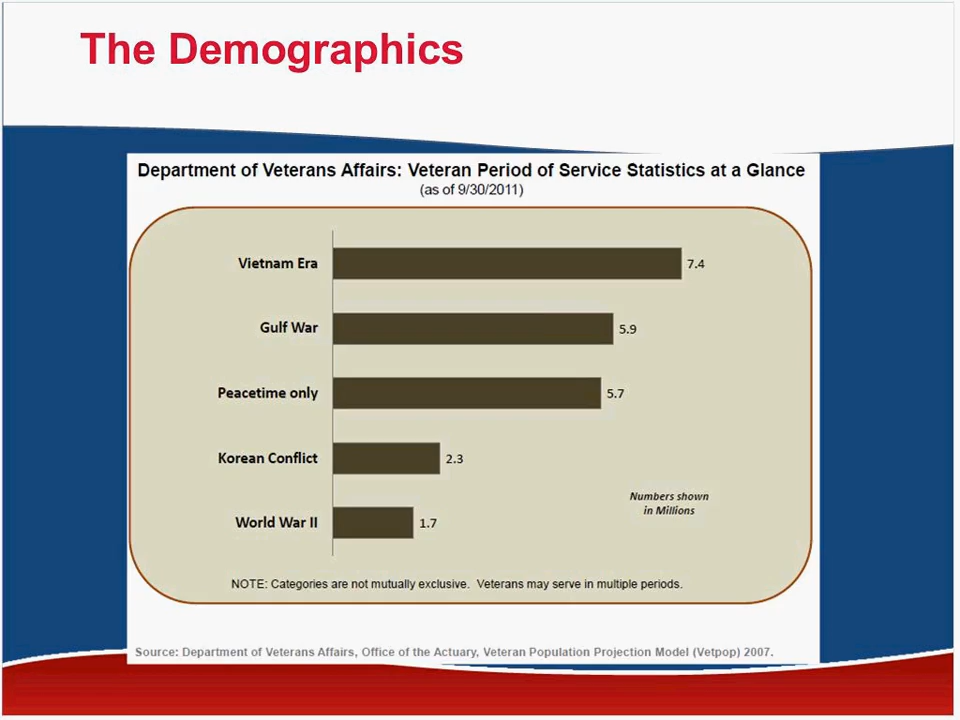 The Demographics
Department of Veterans Affairs: Veteran Period of Service Statistics at a Glance
(as of 9/30/2011)
Vietnam Era 7.4
Gulf War 5.9
Peacetime only 5.7
Korean Conflict 2.3
World War II 1.7
Numbers shown
in Millions
NOTE: Categories are not mutually exclusive. Veterans may serve in multiple periods.
Source: Department of Veterans Affairs, Office of the Actuary, Veteran Population Projection Model (Vetpop) 2007.